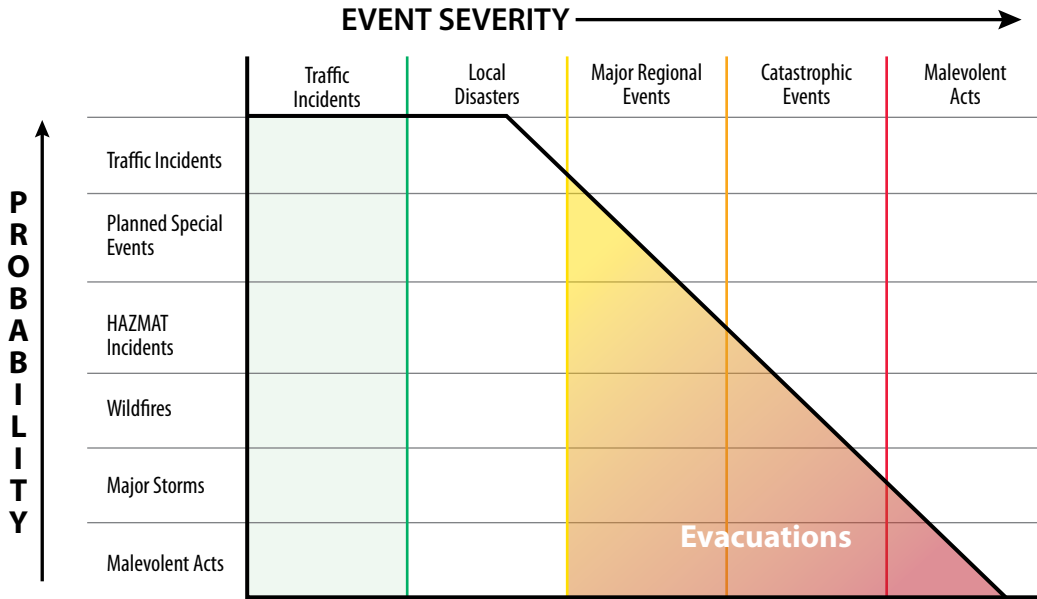 EVENT SEVERITY
Traffic
Incidents
Local
Disasters
Major Regional
Events
Catastrophic
Events
Malevolent
Acts
PROBABILITY
Traffic Incidents
Planned Special
Events
HAZMAT
Incidents
Wildfires
Major Storms
Malevolent Acts
Evacuations